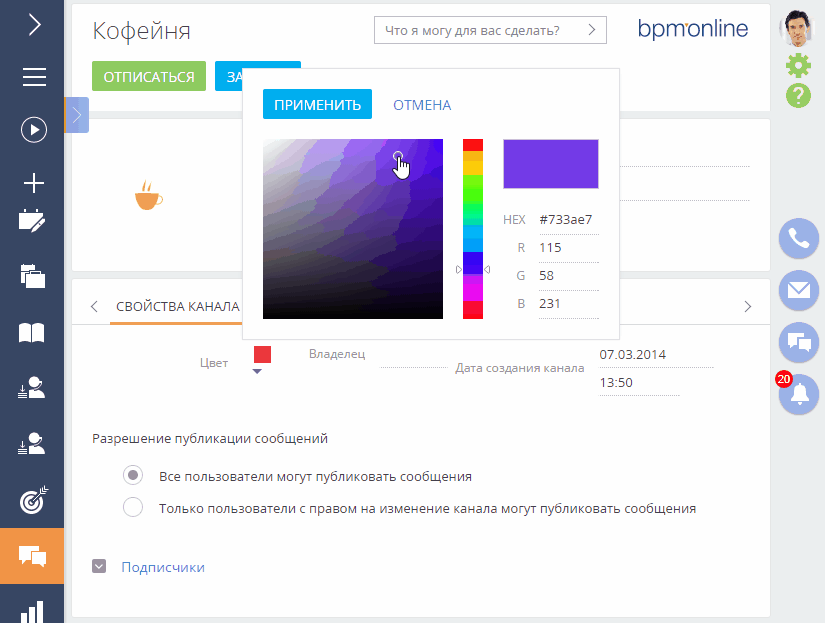 Кофейня
Что я могу для вас сделать?
bpm'online
ОТПИСАТЬСЯ
ЗА
?
ПРИМЕНИТЬ
ОТМЕНА
HEX #733ae7
R 115
G 58
B 231
СВОЙСТВА КАНАЛА
Цвет
Владелец
Дата создания канала
07.03.2014
13:50
20
Разрешение публикации сообщений
Все пользователи могут публиковать сообщения
Только пользователи с правом на изменение канала могут публиковать сообщения
Подписчики